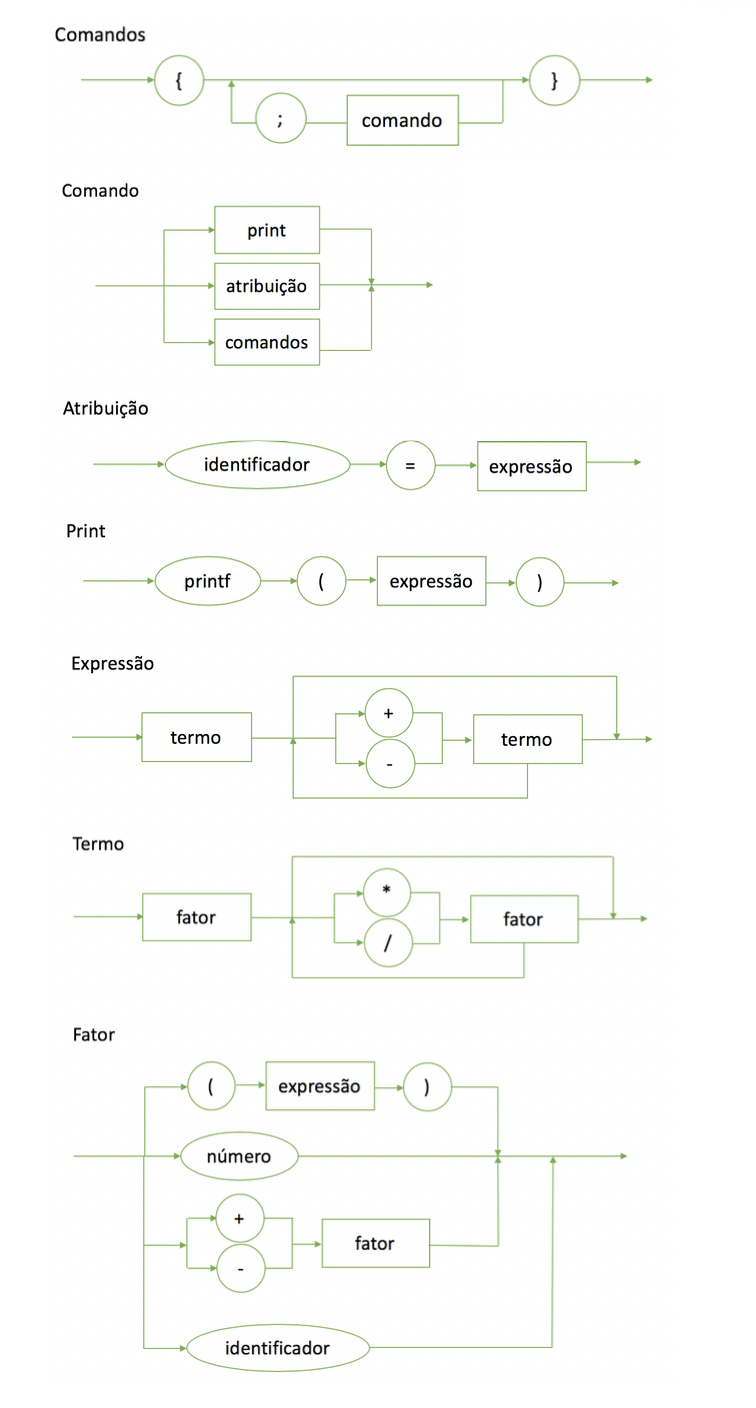 Comandos
{ }
; comando
Comando
print
atribuição
comandos
Atribuição
identificador = expressão
Print
printf ( expressão )
Expressão
+
termo termo
-
Termo
*
fator fator
/
Fator
( expressão )
número
+
fator
-
identificador